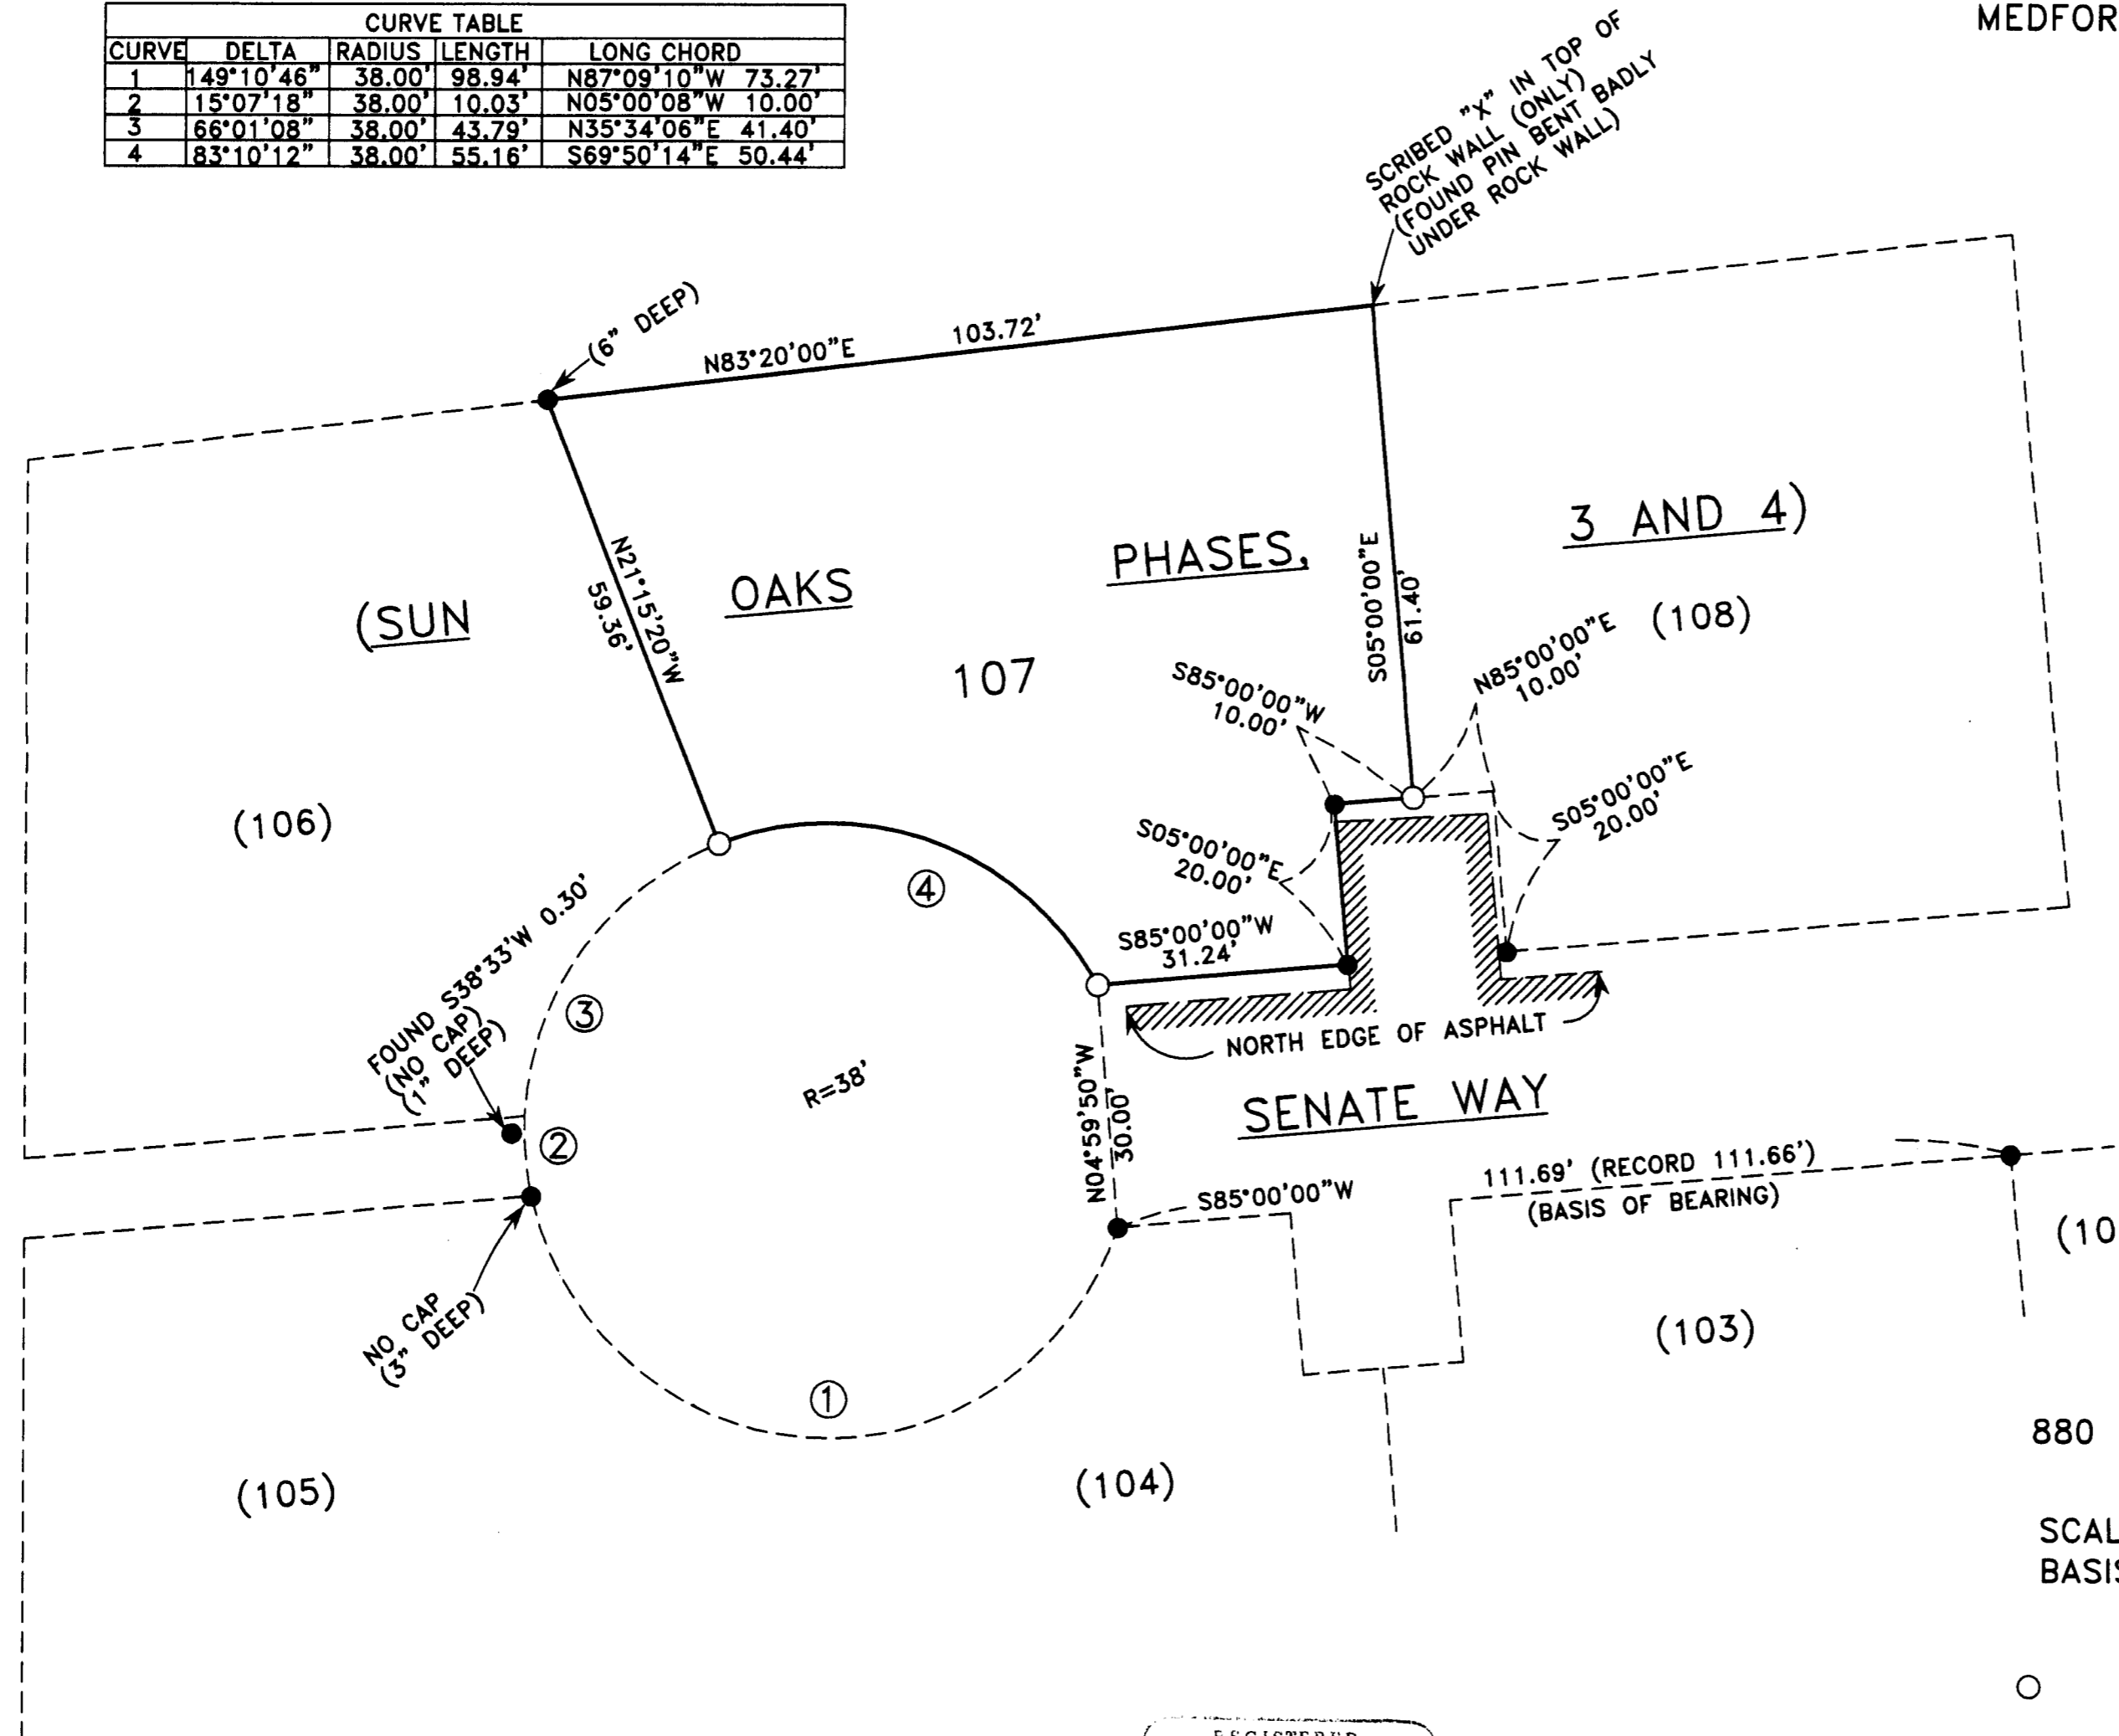 MEDFOR
CURVE TABLE
CURVE DELTA RADIUS LENGTH LONG CHORD
1 149°10'46" 38.00' 98.94' N87°09'10"W 73.27'
2 15°07'18" 38.00' 10.03' N05°00'08"W 10.00'
3 66°01'08" 38.00' 43.79' N35°34'06"E 41.40'
4 83°10'12" 38.00' 55.16' S69°50'14"E 50.44'
SCRIBED "X" IN TOP OF
ROCK WALL (ONLY)
(FOUND PIN BENT BADLY
UNDER ROCK WALL)
(6" DEEP)
N83°20'00"E 103.72'
N21°15'20"W
59.36'
S05°00'00"E
61.40'
(SUN OAKS PHASES, 3 AND 4)
107
(108)
S85°00'00"W
10.00'
N85°00'00"E
10.00'
(106)
S05°00'00"E
20.00'
S05°00'00"E
20.00'
4
S85°00'00"W
31.24'
FOUND S38°33'W 0.30'
(NO CAP)
(1" DEEP)
3
NORTH EDGE OF ASPHALT
R=38'
N04°59'50"W
30.00'
SENATE WAY
2
111.69' (RECORD 111.66')
(BASIS OF BEARING)
S85°00'00"W
(10
NO CAP
(3" DEEP)
(103)
1
880
(105)
(104)
SCAL
BASIS
REGISTERED